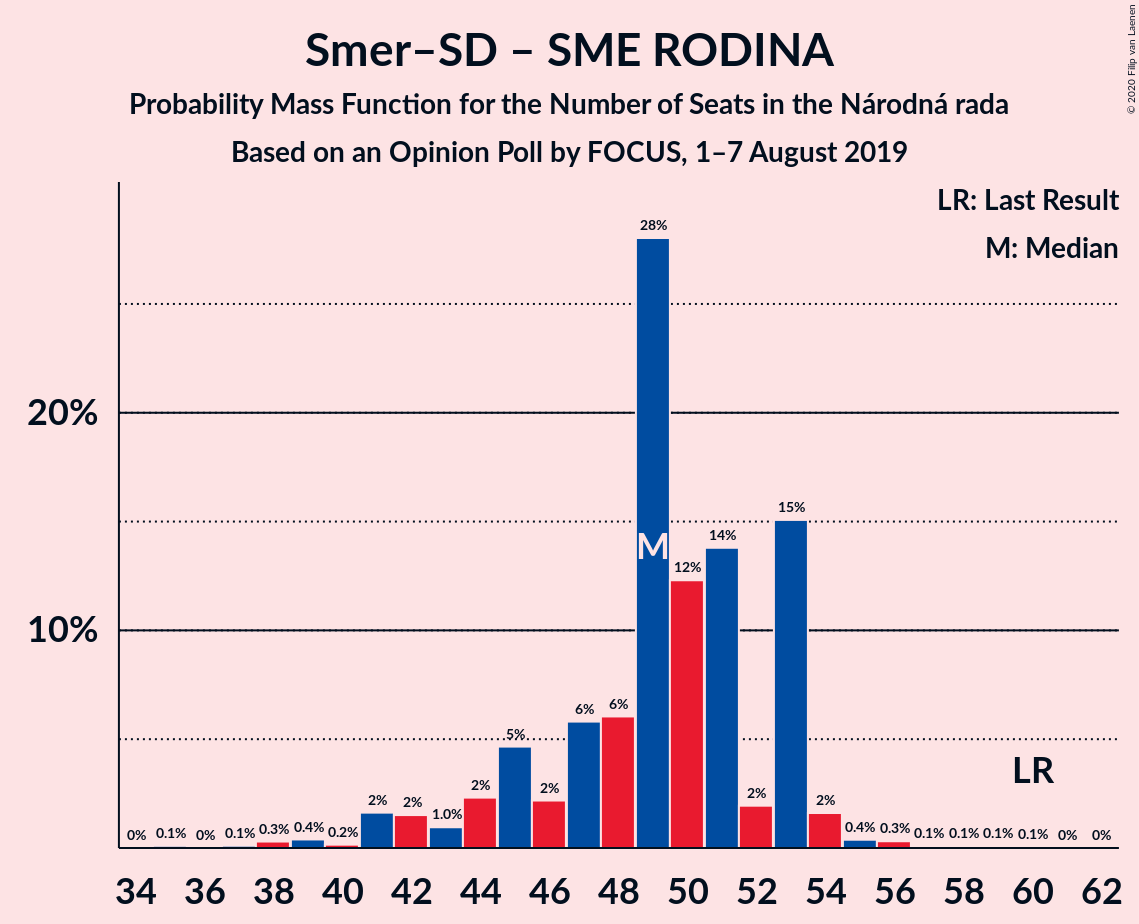 Smer–SD – SME RODINA
Probability Mass Function for the Number of Seats in the Národná rada
Based on an Opinion Poll by FOCUS, 1–7 August 2019
© 2020 Filip van Laenen
LR: Last Result
M: Median
20%
10%
0% 0.1% 0% 0.1% 0.3% 0.4% 0.2% 2% 2% 1.0% 2% 5% 2% 6% 6% 28% 12% 14% 2% 15% 2% 0.4% 0.3% 0.1% 0.1% 0.1% 0.1% 0% 0%
M
LR
34 36 38 40 42 44 46 48 50 52 54 56 58 60 62